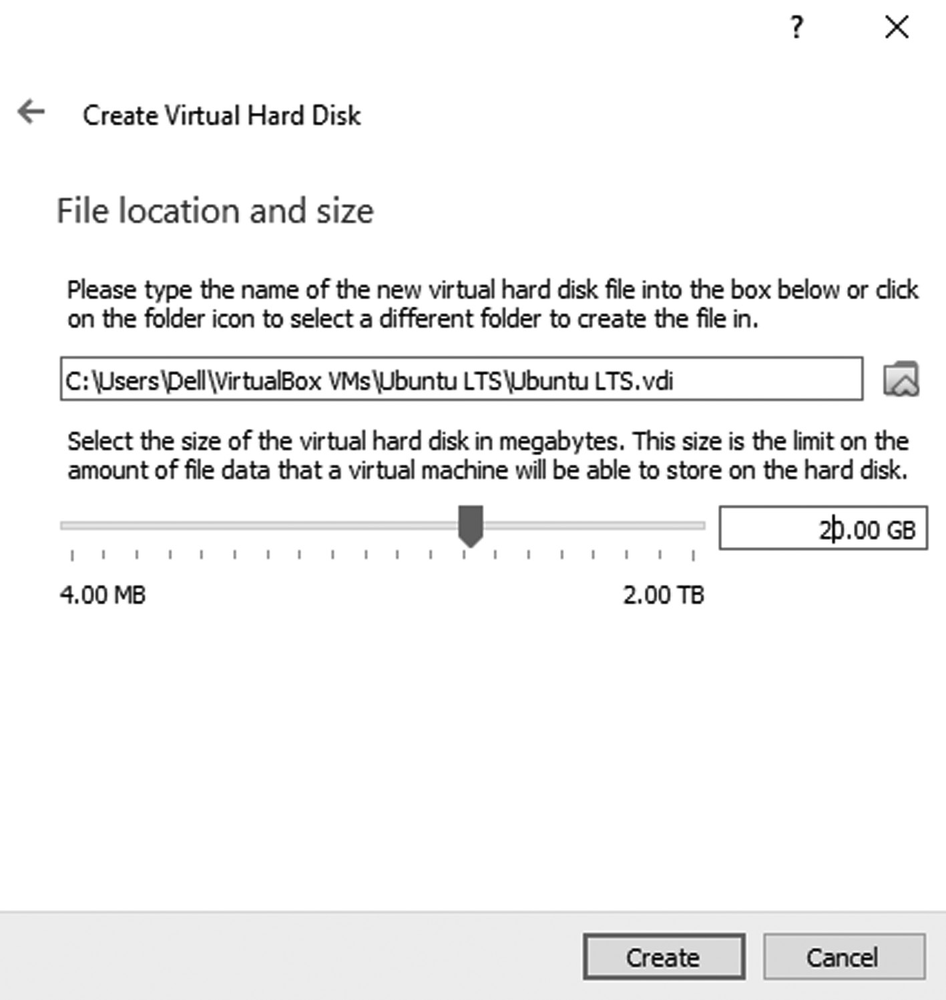 ?
Create Virtual Hard Disk
File location and size
Please type the name of the new virtual hard disk file into the box below or click
on the folder icon to select a different folder to create the file in.
C:\Users\Dell\VirtualBox VMs\Ubuntu LTS\Ubuntu LTS.vdi
Select the size of the virtual hard disk in megabytes. This size is the limit on the
amount of file data that a virtual machine will be able to store on the hard disk.
20.00 GB
4.00 MB 2.00 TB
Create Cancel